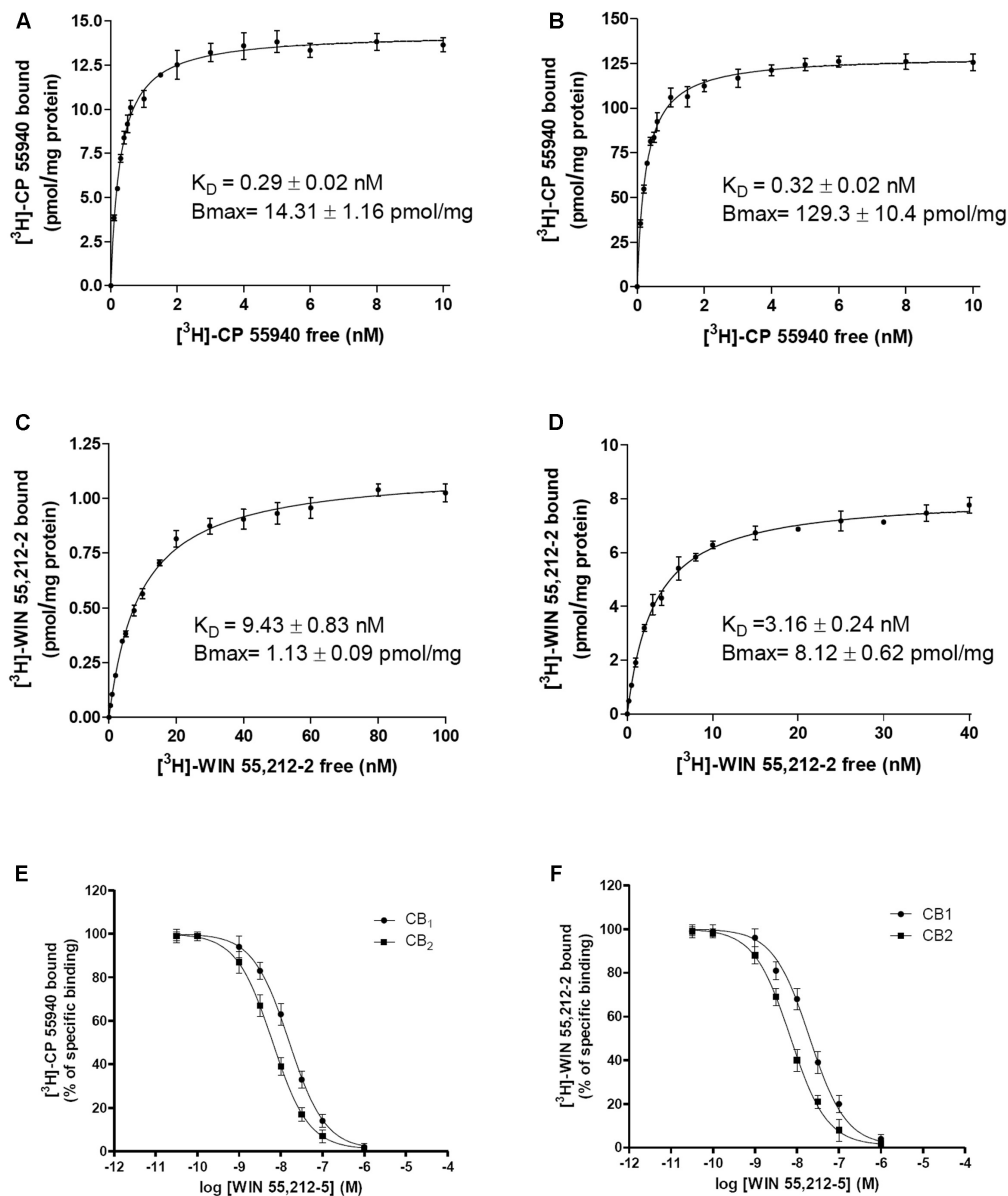 A
15.0
12.5
10.0
7.5
5.0
2.5
0.0
[³H]-CP 55940 bound
(pmol/mg protein)
K_D = 0.29 ± 0.02 nM
Bmax= 14.31 ± 1.16 pmol/mg
0 2 4 6 8 10
[³H]-CP 55940 free (nM)
B
150
125
100
75
50
25
0
[³H]-CP 55940 bound
(pmol/mg protein)
K_D = 0.32 ± 0.02 nM
Bmax= 129.3 ± 10.4 pmol/mg
0 2 4 6 8 10
[³H]-CP 55940 free (nM)
C
1.25
1.00
0.75
0.50
0.25
0.00
[³H]-WIN 55,212-2 bound
(pmol/mg protein)
K_D = 9.43 ± 0.83 nM
Bmax= 1.13 ± 0.09 pmol/mg
0 20 40 60 80 100
[³H]-WIN 55,212-2 free (nM)
D
8
6
4
2
0
[³H]-WIN 55,212-2 bound
(pmol/mg protein)
K_D =3.16 ± 0.24 nM
Bmax= 8.12 ± 0.62 pmol/mg
0 10 20 30 40
[³H]-WIN 55,212-2 free (nM)
E
120
100
80
60
40
20
0
[³H]-CP 55940 bound
(% of specific binding)
CB₁
CB₂
-12 -11 -10 -9 -8 -7 -6 -5 -4
log [WIN 55,212-5] (M)
F
120
100
80
60
40
20
0
[³H]-WIN 55,212-2 bound
(% of specific binding)
CB1
CB2
-12 -11 -10 -9 -8 -7 -6 -5 -4
log [WIN 55,212-5] (M)